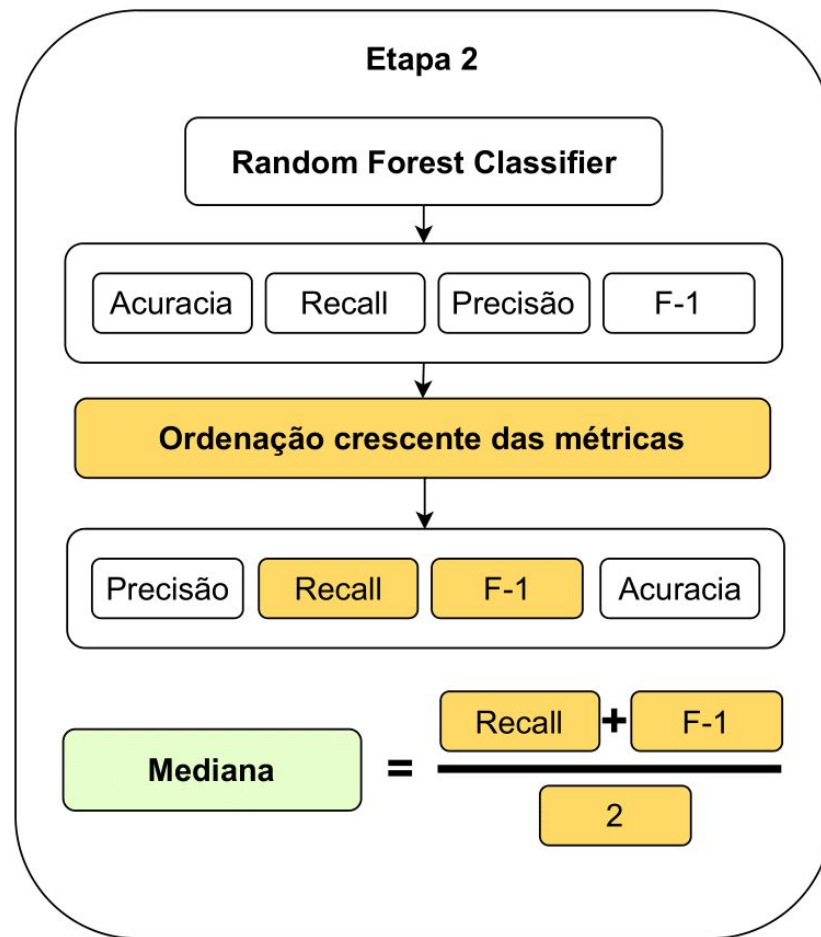 Etapa 2
Random Forest Classifier
Acuracia Recall Precisão F-1
Ordenação crescente das métricas
Precisão Recall F-1 Acuracia
Recall + F-1
Mediana =
2